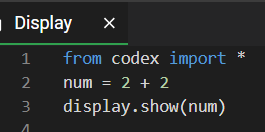 Display ×
1 from codex import *
2 num = 2 + 2
3 display.show(num)
4